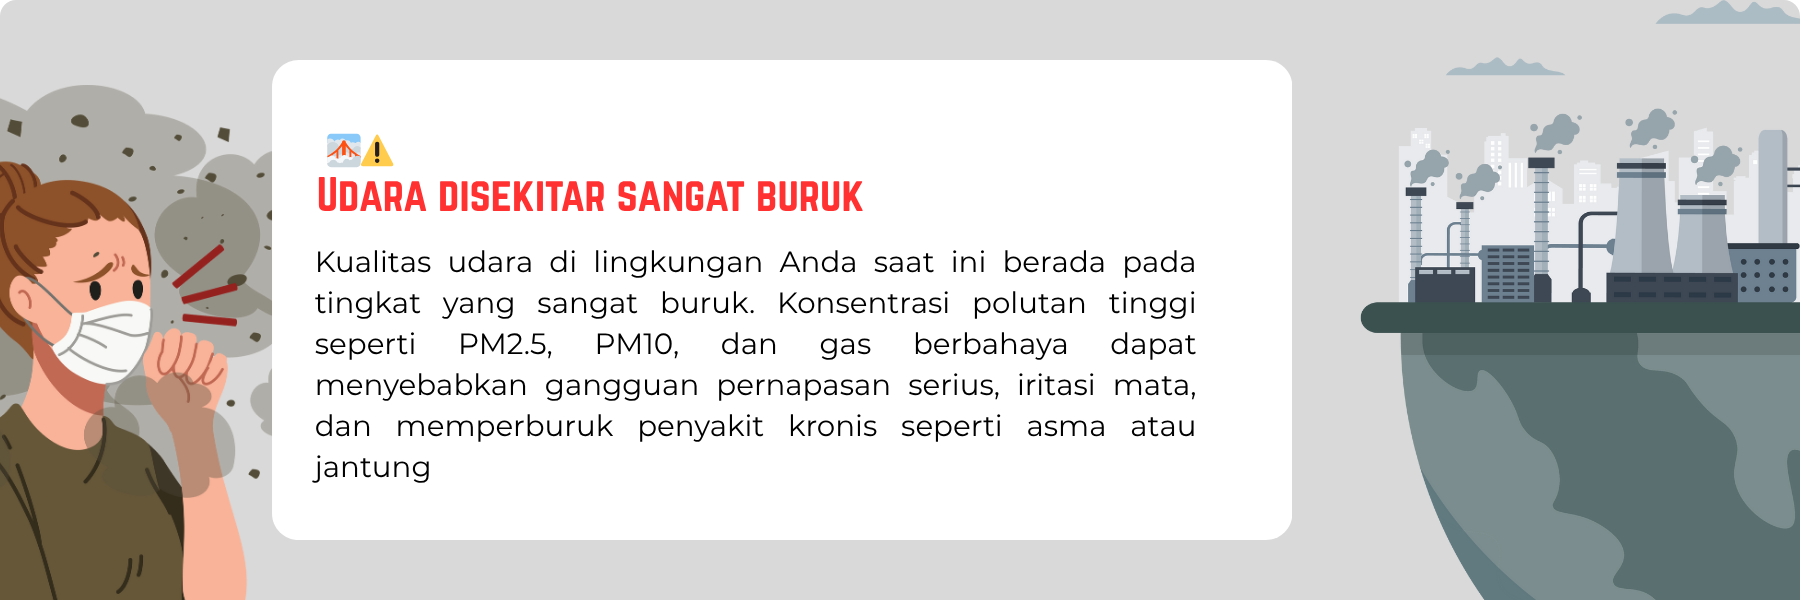 🌁⚠️
Udara disekitar sangat buruk
Kualitas udara di lingkungan Anda saat ini berada pada
tingkat yang sangat buruk. Konsentrasi polutan tinggi
seperti PM2.5, PM10, dan gas berbahaya dapat
menyebabkan gangguan pernapasan serius, iritasi mata,
dan memperburuk penyakit kronis seperti asma atau
jantung